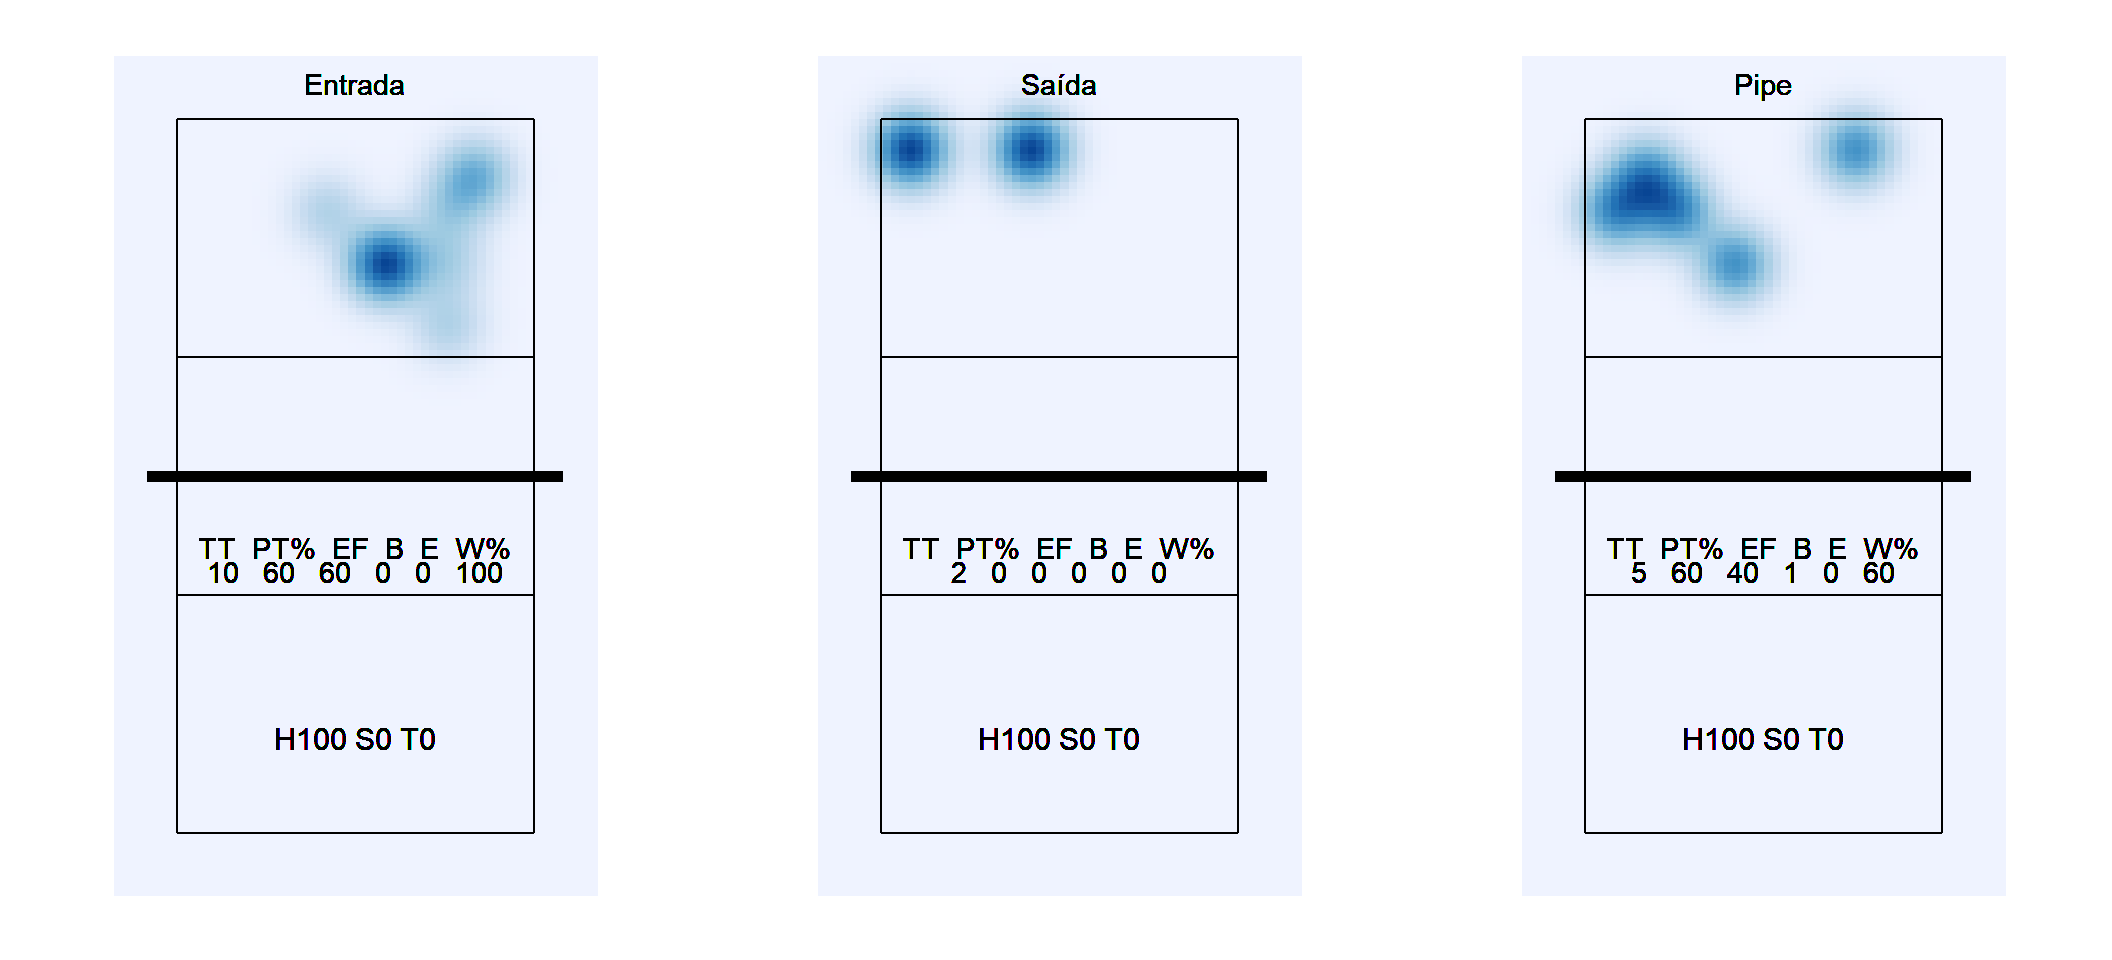 Entrada
TT PT% EF B E W%
10 60 60 0 0 100
H100 S0 T0
Saída
TT PT% EF B E W%
2 0 0 0 0 0
H100 S0 T0
Pipe
TT PT% EF B E W%
5 60 40 1 0 60
H100 S0 T0